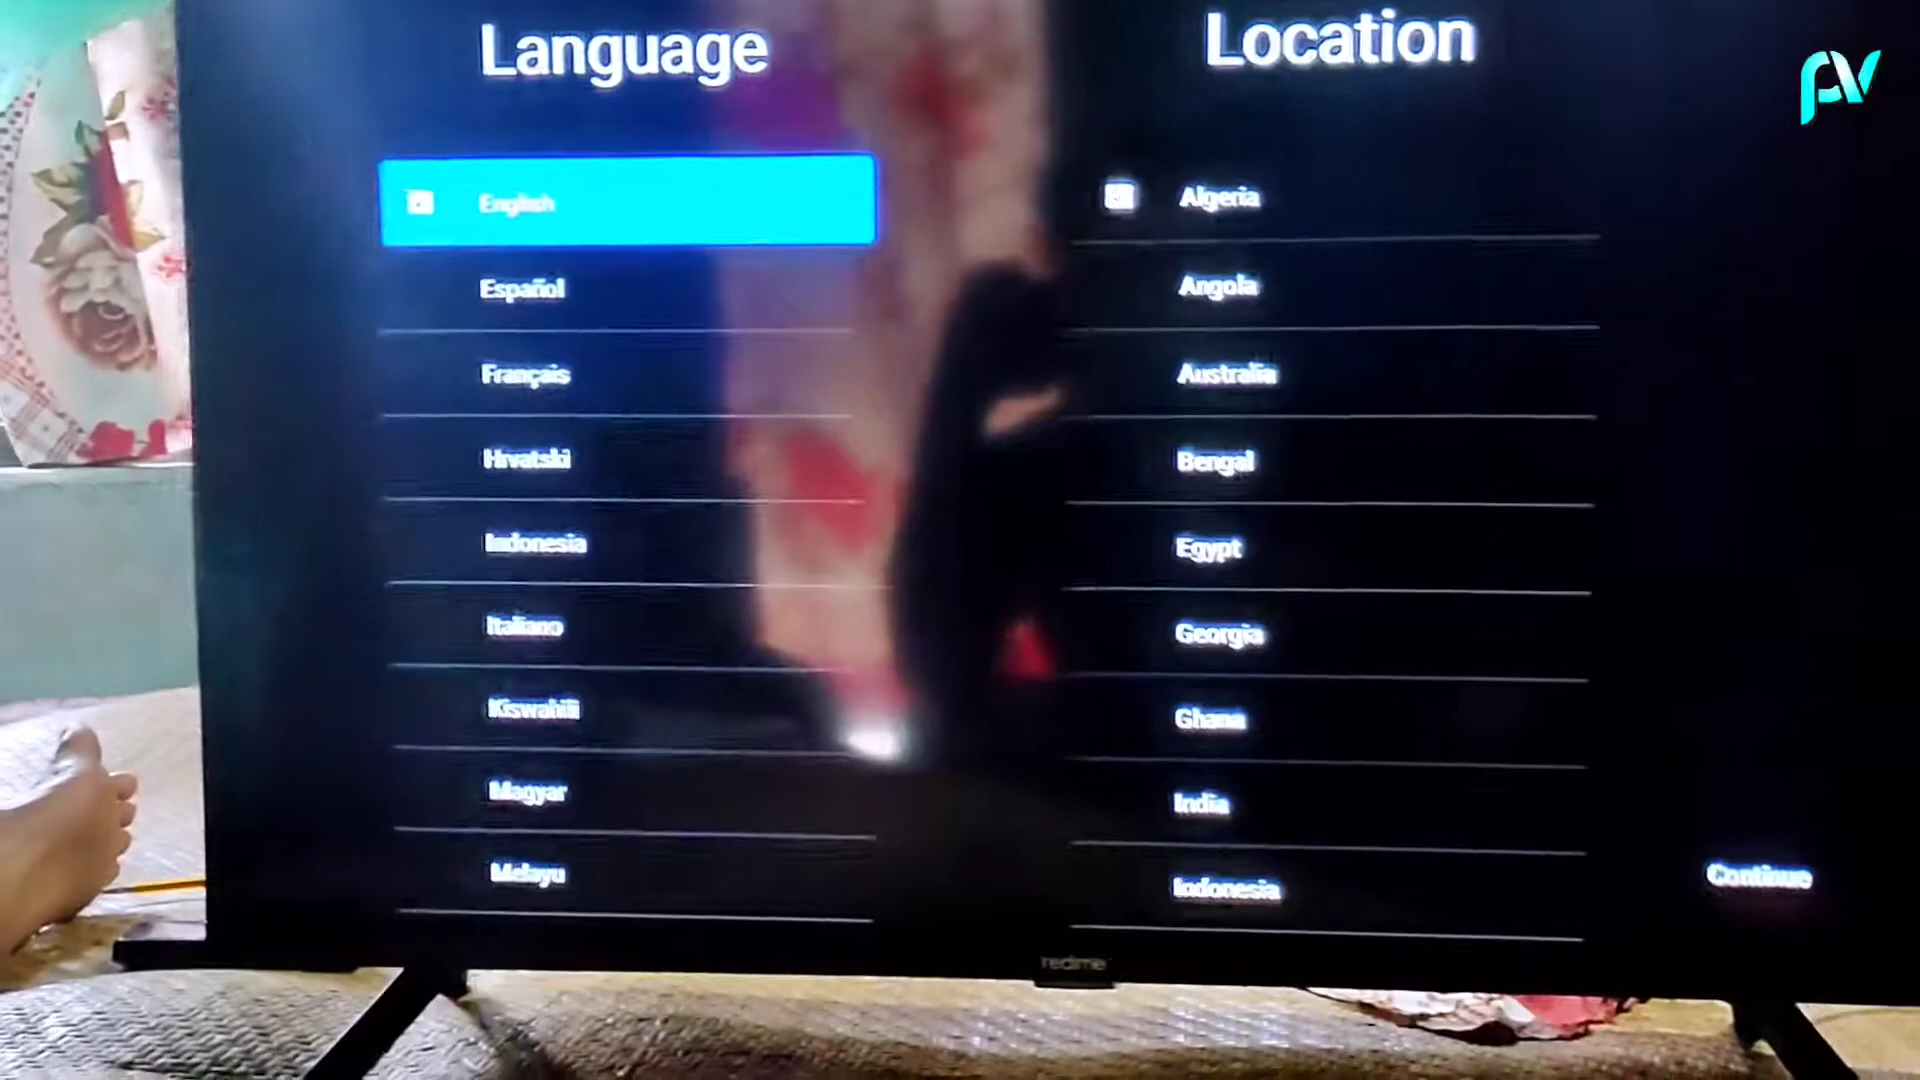 Language
English
Español
Français
Hrvatski
Indonesia
Italiano
Kiswahili
Magyar
Melayu
Location
Algeria
Angola
Australia
Bengal
Egypt
Georgia
Ghana
India
Indonesia
Continue